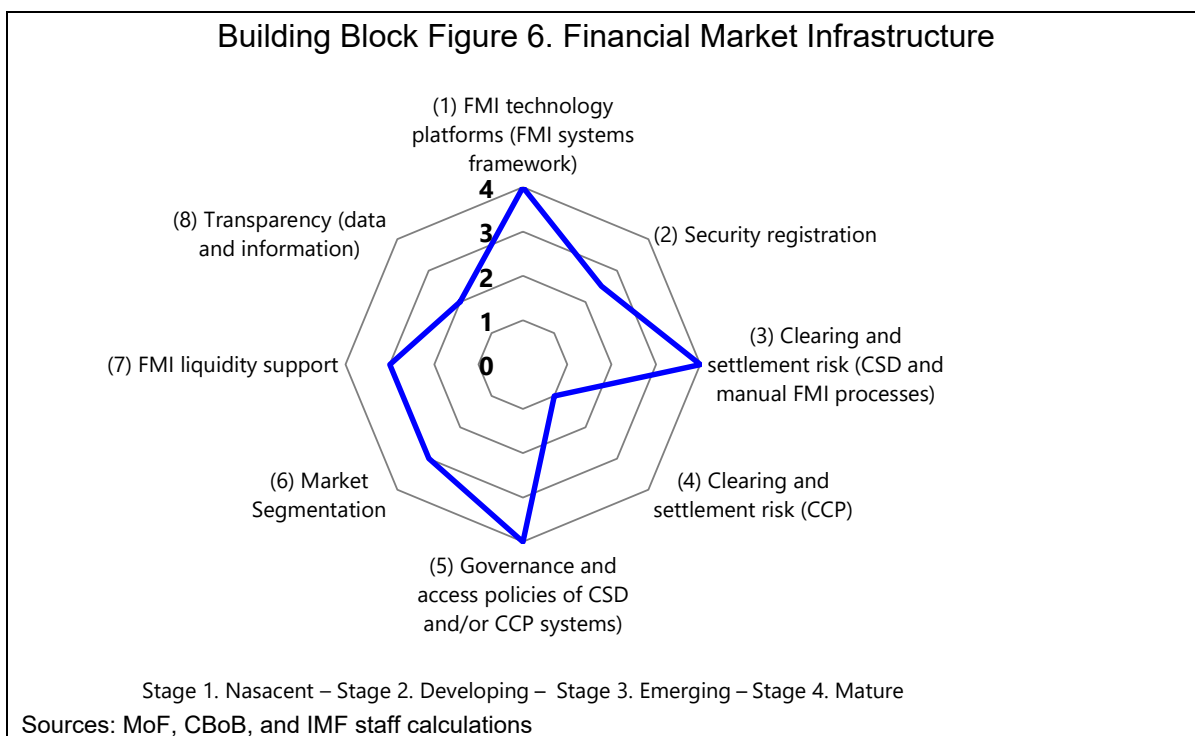 Building Block Figure 6. Financial Market Infrastructure
(1) FMI technology
platforms (FMI systems
framework)
(2) Security registration
(3) Clearing and
settlement risk (CSD and
manual FMI processes)
(4) Clearing and
settlement risk (CCP)
(5) Governance and
access policies of CSD
and/or CCP systems)
(6) Market
Segmentation
(7) FMI liquidity support
(8) Transparency (data
and information)
4
3
2
1
0
Stage 1. Nasacent – Stage 2. Developing – Stage 3. Emerging – Stage 4. Mature
Sources: MoF, CBoB, and IMF staff calculations